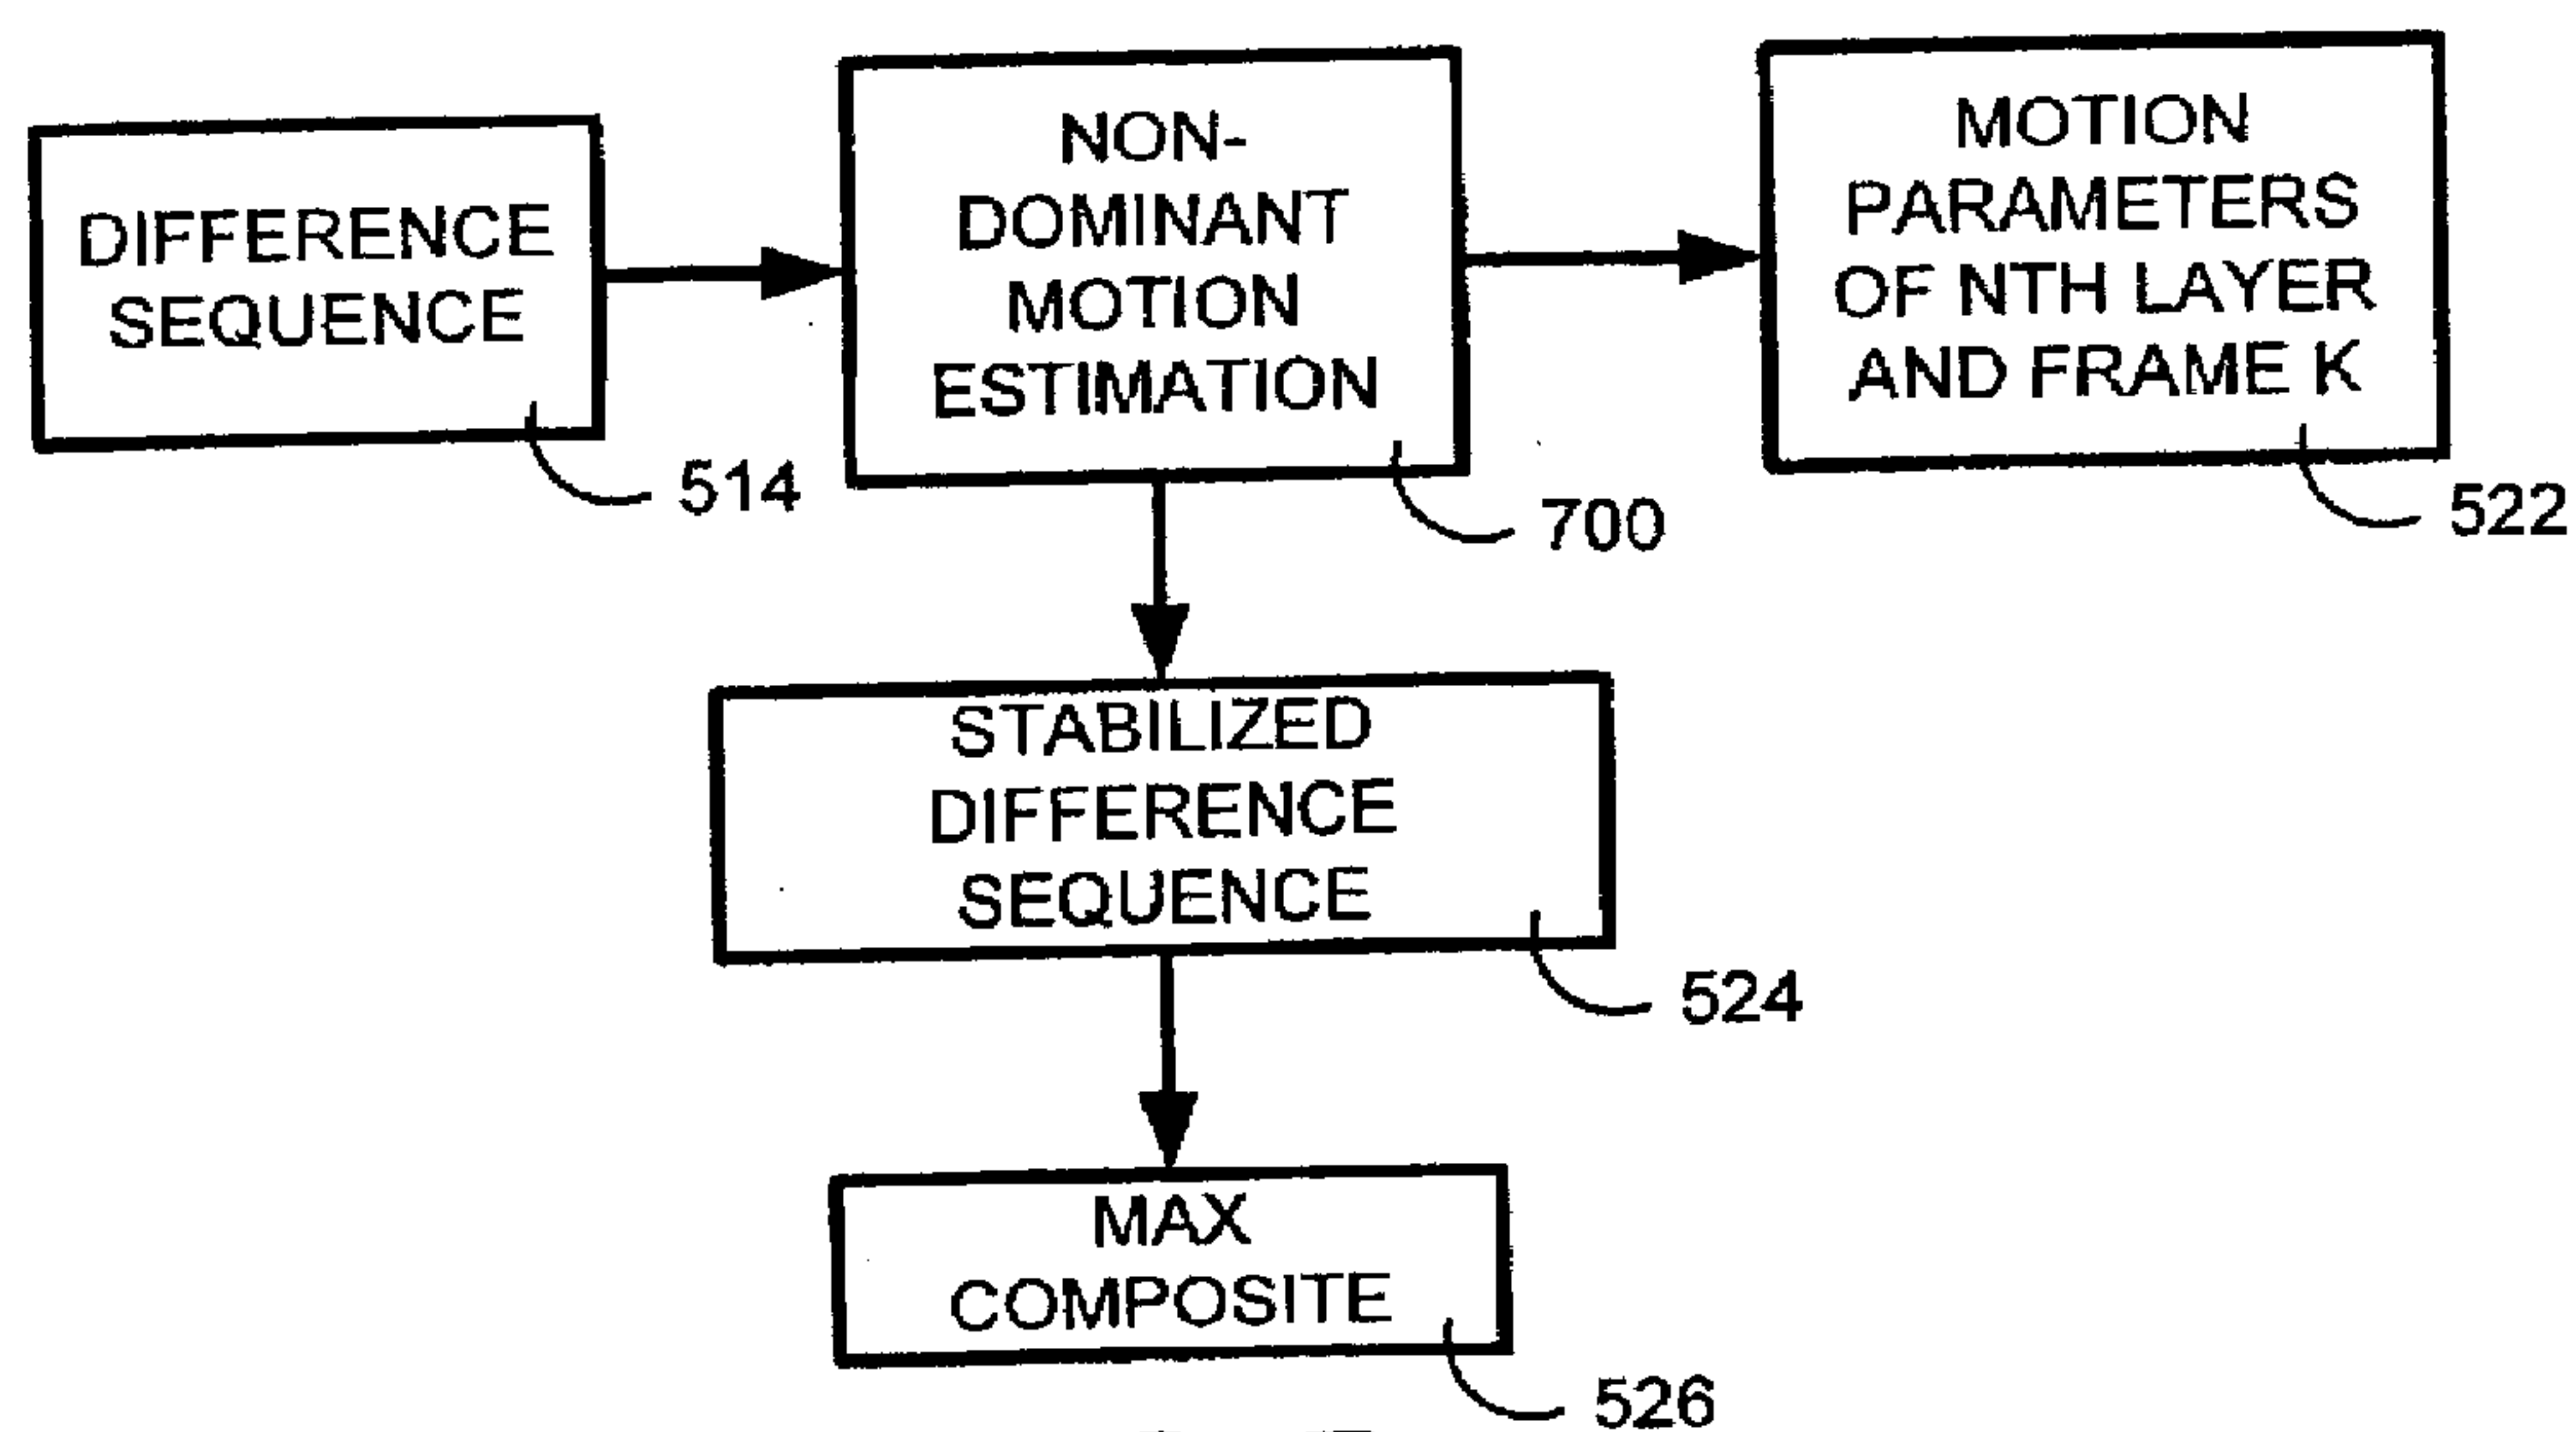 DIFFERENCE
SEQUENCE
514
NON-
DOMINANT
MOTION
ESTIMATION
700
MOTION
PARAMETERS
OF NTH LAYER
AND FRAME K
522
STABILIZED
DIFFERENCE
SEQUENCE
524
MAX
COMPOSITE
526